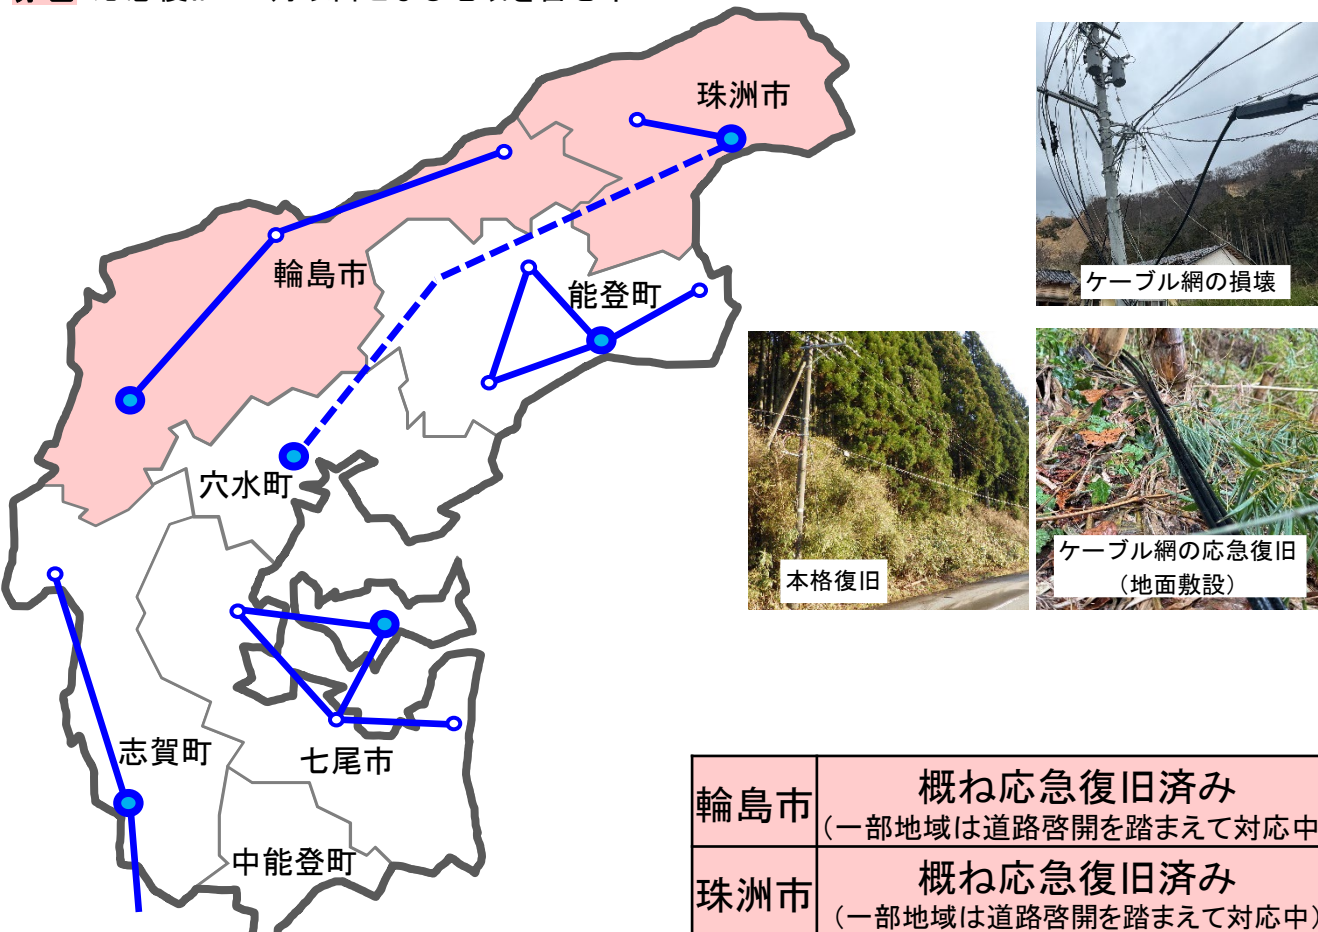 珠洲市
輪島市
能登町
穴水町
志賀町
七尾市
中能登町
ケーブル網の損壊
本格復旧
ケーブル網の応急復旧
（地面敷設）
輪島市
概ね応急復旧済み
（一部地域は道路啓開を踏まえて対応中
珠洲市
概ね応急復旧済み
（一部地域は道路啓開を踏まえて対応中）